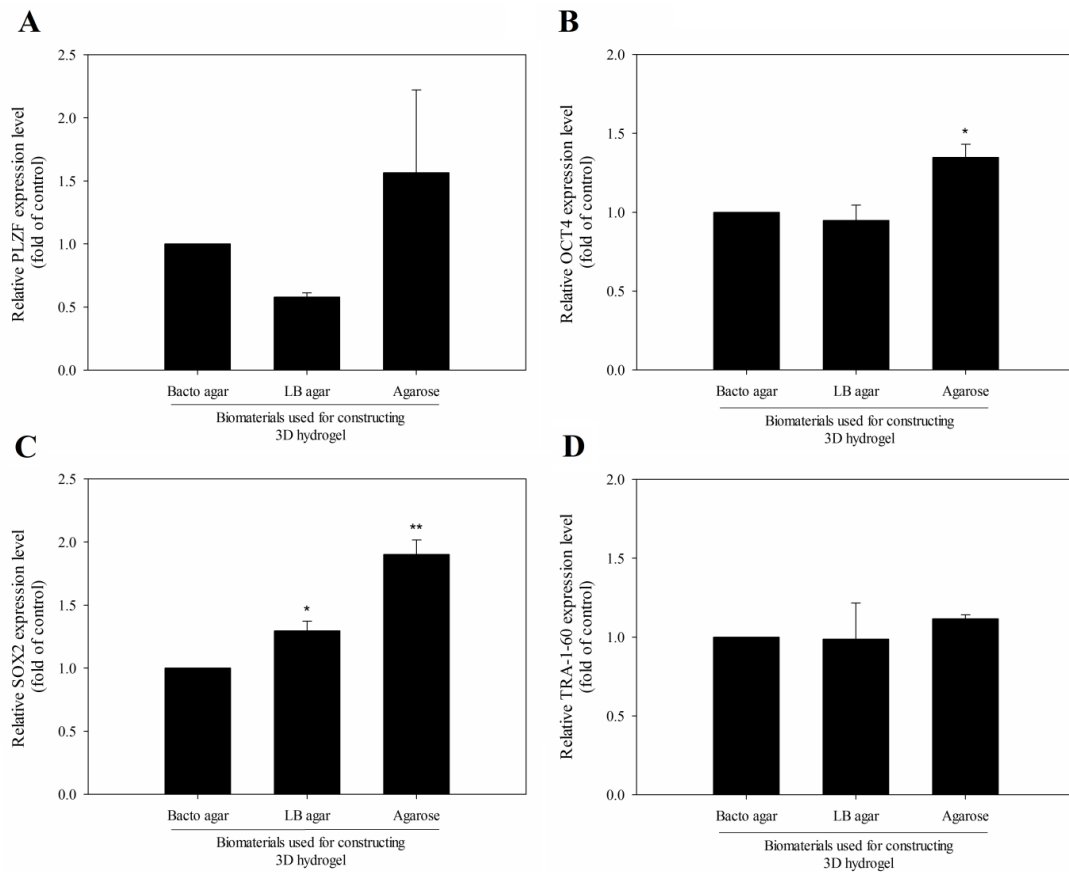 A
Relative PLZF expression level
(fold of control)
2.5
2.0
1.5
1.0
0.5
0.0
Bacto agar LB agar Agarose
Biomaterials used for constructing
3D hydrogel
B
Relative OCT4 expression level
(fold of control)
2.0
1.5
1.0
0.5
0.0
*
Bacto agar LB agar Agarose
Biomaterials used for constructing
3D hydrogel
C
Relative SOX2 expression level
(fold of control)
2.5
2.0
1.5
1.0
0.5
0.0
*
**
Bacto agar LB agar Agarose
Biomaterials used for constructing
3D hydrogel
D
Relative TRA-1-60 expression level
(fold of control)
2.0
1.5
1.0
0.5
0.0
Bacto agar LB agar Agarose
Biomaterials used for constructing
3D hydrogel